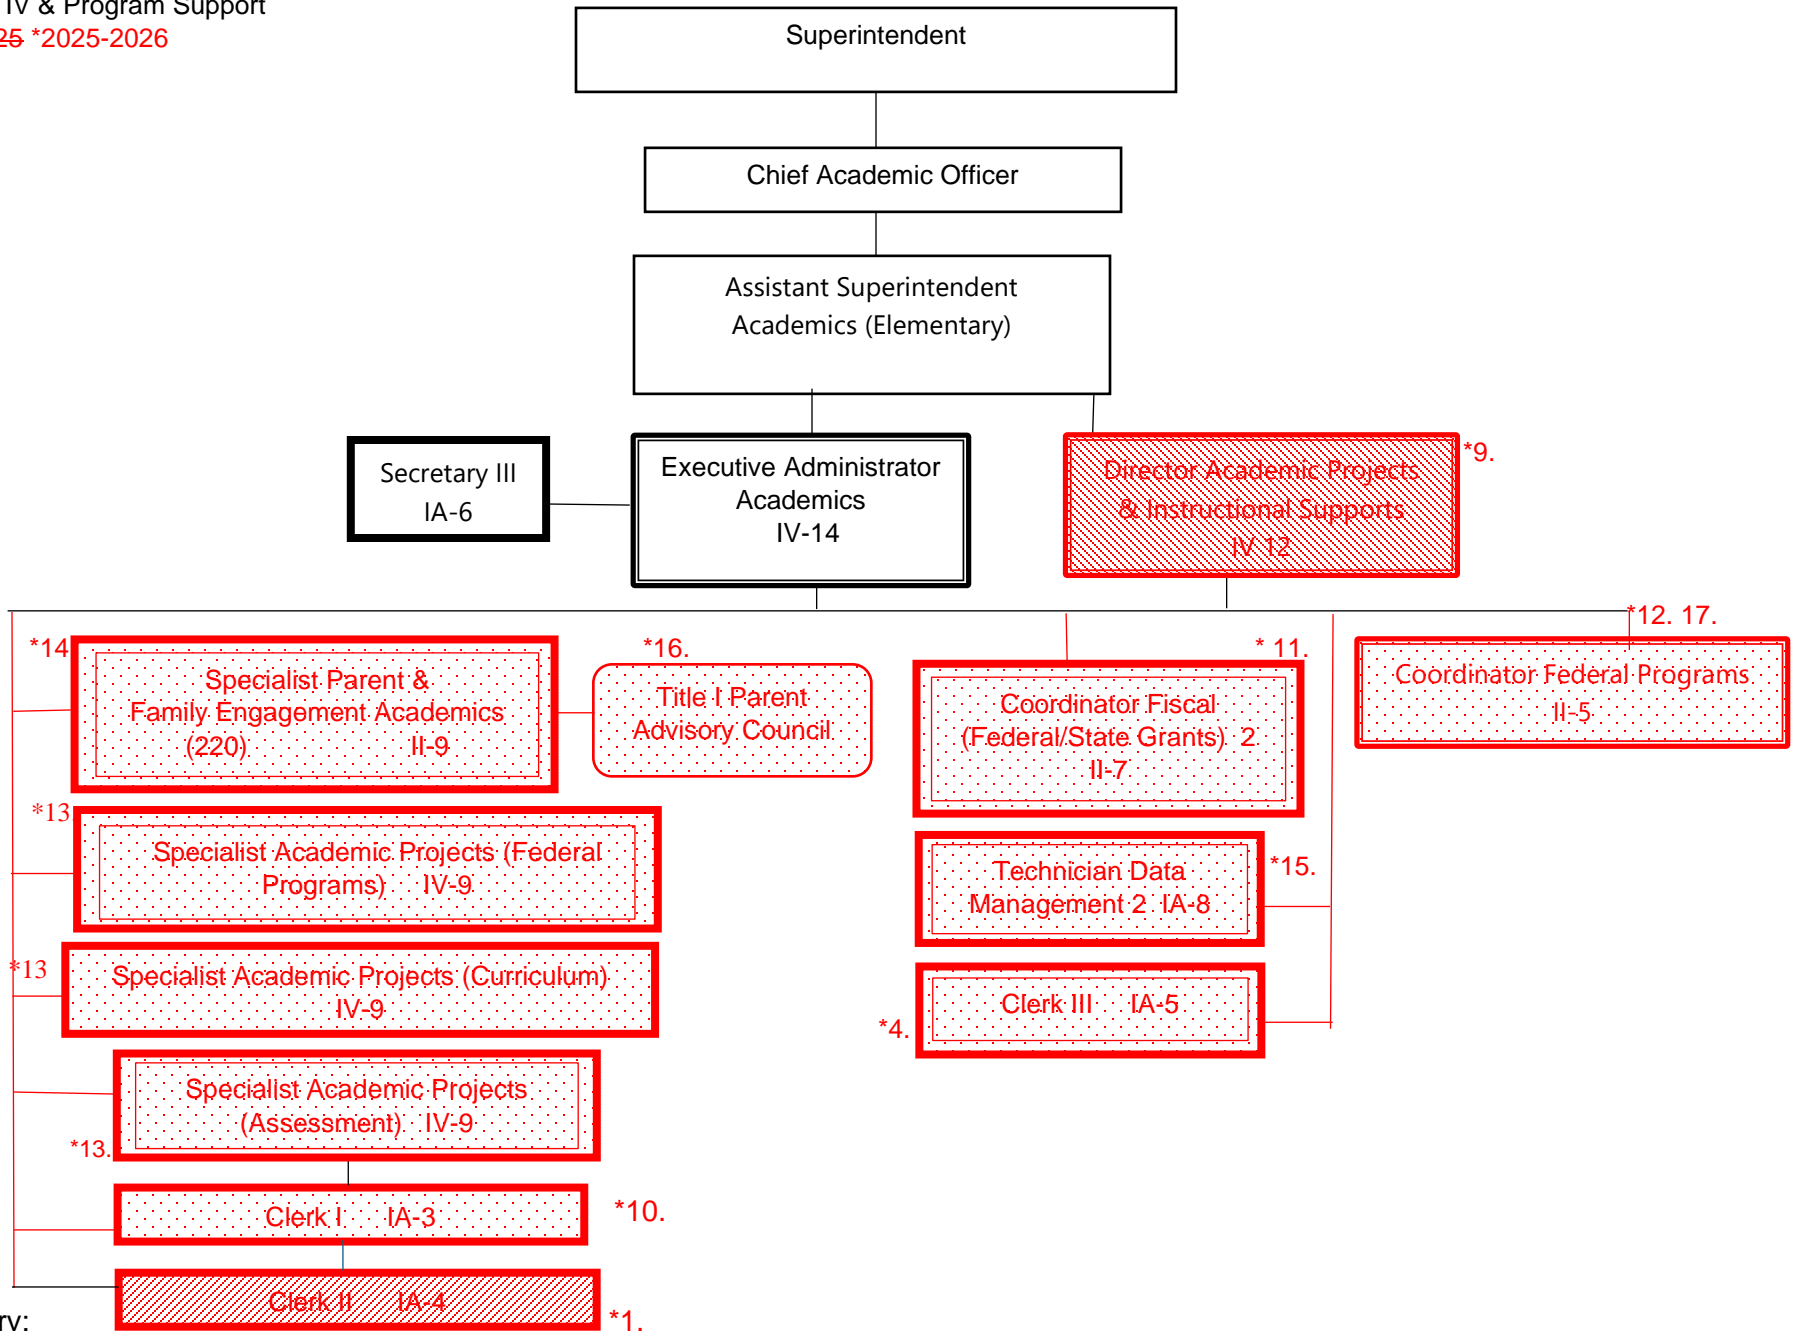 IV & Program Support
25 *2025-2026
Superintendent
Chief Academic Officer
Assistant Superintendent
Academics (Elementary)
Secretary III
IA-6
Executive Administrator
Academics
IV-14
Director Academic Projects
& Instructional Supports
IV 12
*9.
*14
Specialist Parent &
Family Engagement Academics
(220) II-9
*16.
Title I Parent
Advisory Council
* 11.
Coordinator Fiscal
(Federal/State Grants) 2
II-7
*12. 17.
Coordinator Federal Programs
II-5
*13.
Specialist Academic Projects (Federal
Programs) IV-9
Technician Data
Management 2 IA-8
*15.
*13
Specialist Academic Projects (Curriculum)
IV-9
*4.
Clerk III IA-5
Specialist Academic Projects
(Assessment) IV-9
*13.
Clerk I IA-3
*10.
Clerk II IA-4
*1.
ry: